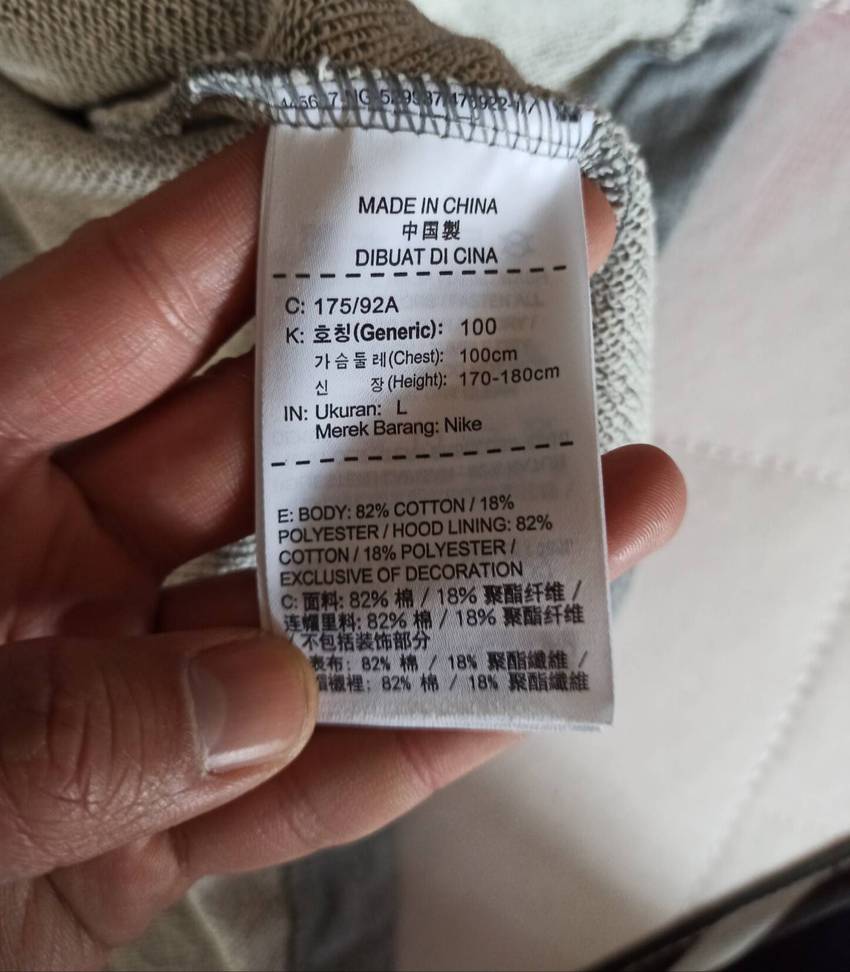 MADE IN CHINA
中国製
DIBUAT DI CINA
C: 175/92A
K: 호칭(Generic): 100
가슴둘레(Chest): 100cm
신 장(Height): 170-180cm
IN: Ukuran: L
Merek Barang: Nike
E: BODY: 82% COTTON / 18%
POLYESTER / HOOD LINING: 82%
COTTON / 18% POLYESTER /
EXCLUSIVE OF DECORATION
C: 面料: 82% 棉 / 18% 聚酯纤维 /
连帽里料: 82% 棉 / 18% 聚酯纤维
/ 不包括装饰部分
表布: 82% 棉 / 18% 聚酯纖維 /
帽襯裡: 82% 棉 / 18% 聚酯纖維